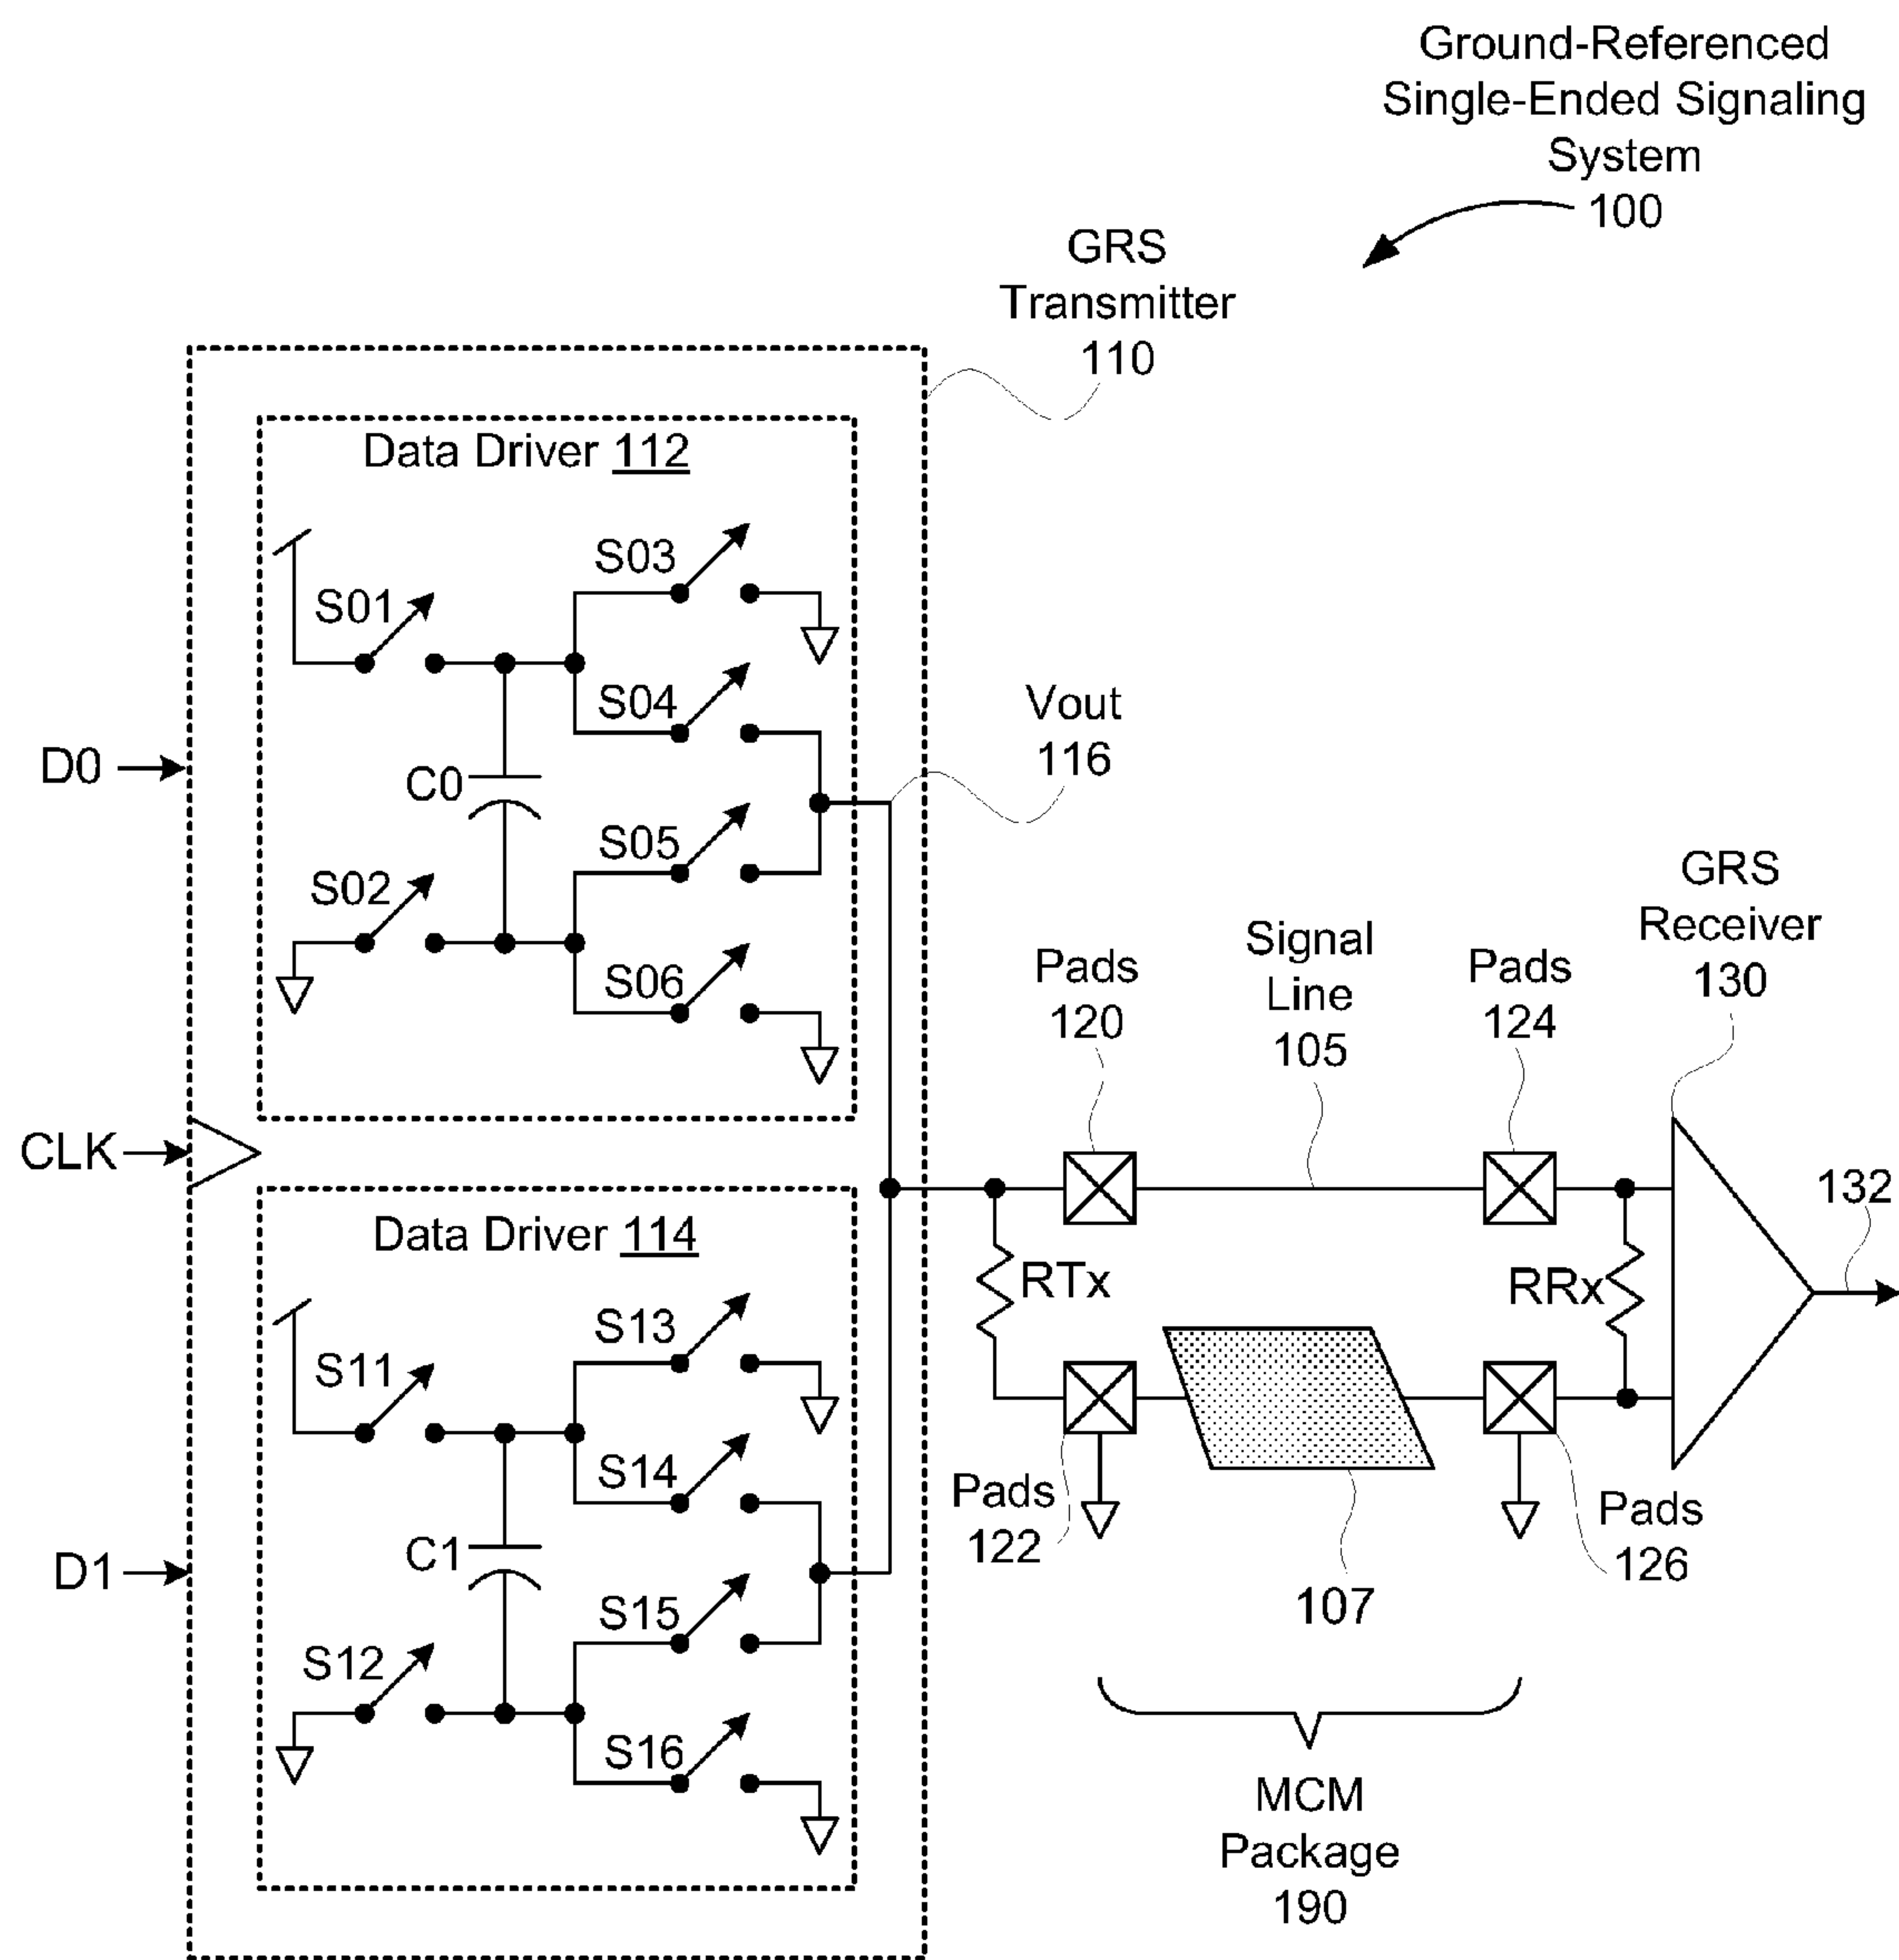 Ground-Referenced
Single-Ended Signaling
System
100
GRS
Transmitter
110
Data Driver 112
S03
S01
S04
Vout
116
D0
C0
S05
S02
S06
GRS
Receiver
130
Pads
120
Signal
Line
105
Pads
124
CLK
132
Data Driver 114
RTx
RRx
S13
S11
S14
Pads
122
Pads
126
C1
D1
107
S15
S12
S16
MCM
Package
190